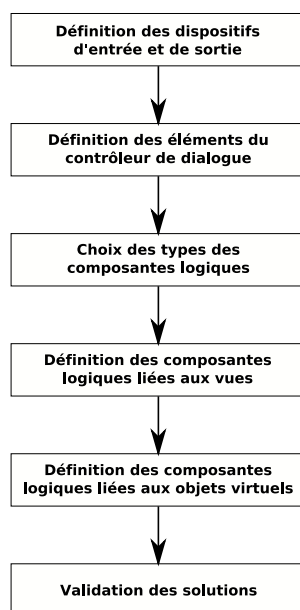 Définition des dispositifs
d'entrée et de sortie
Définition des éléments du
contrôleur de dialogue
Choix des types des
composantes logiques
Définition des composantes
logiques liées aux vues
Définition des composantes
logiques liées aux objets virtuels
Validation des solutions